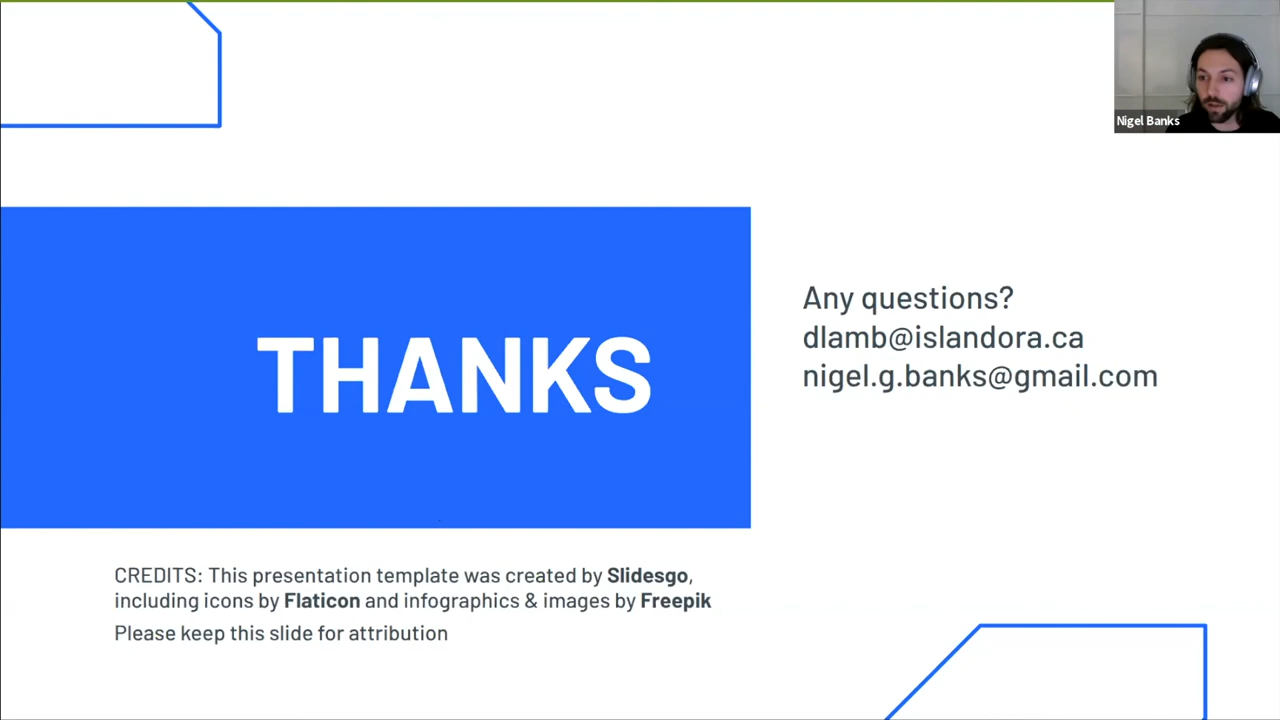 Nigel Banks
THANKS
Any questions?
dlamb@islandora.ca
nigel.g.banks@gmail.com
CREDITS: This presentation template was created by Slidesgo,
including icons by Flaticon and infographics & images by Freepik
Please keep this slide for attribution